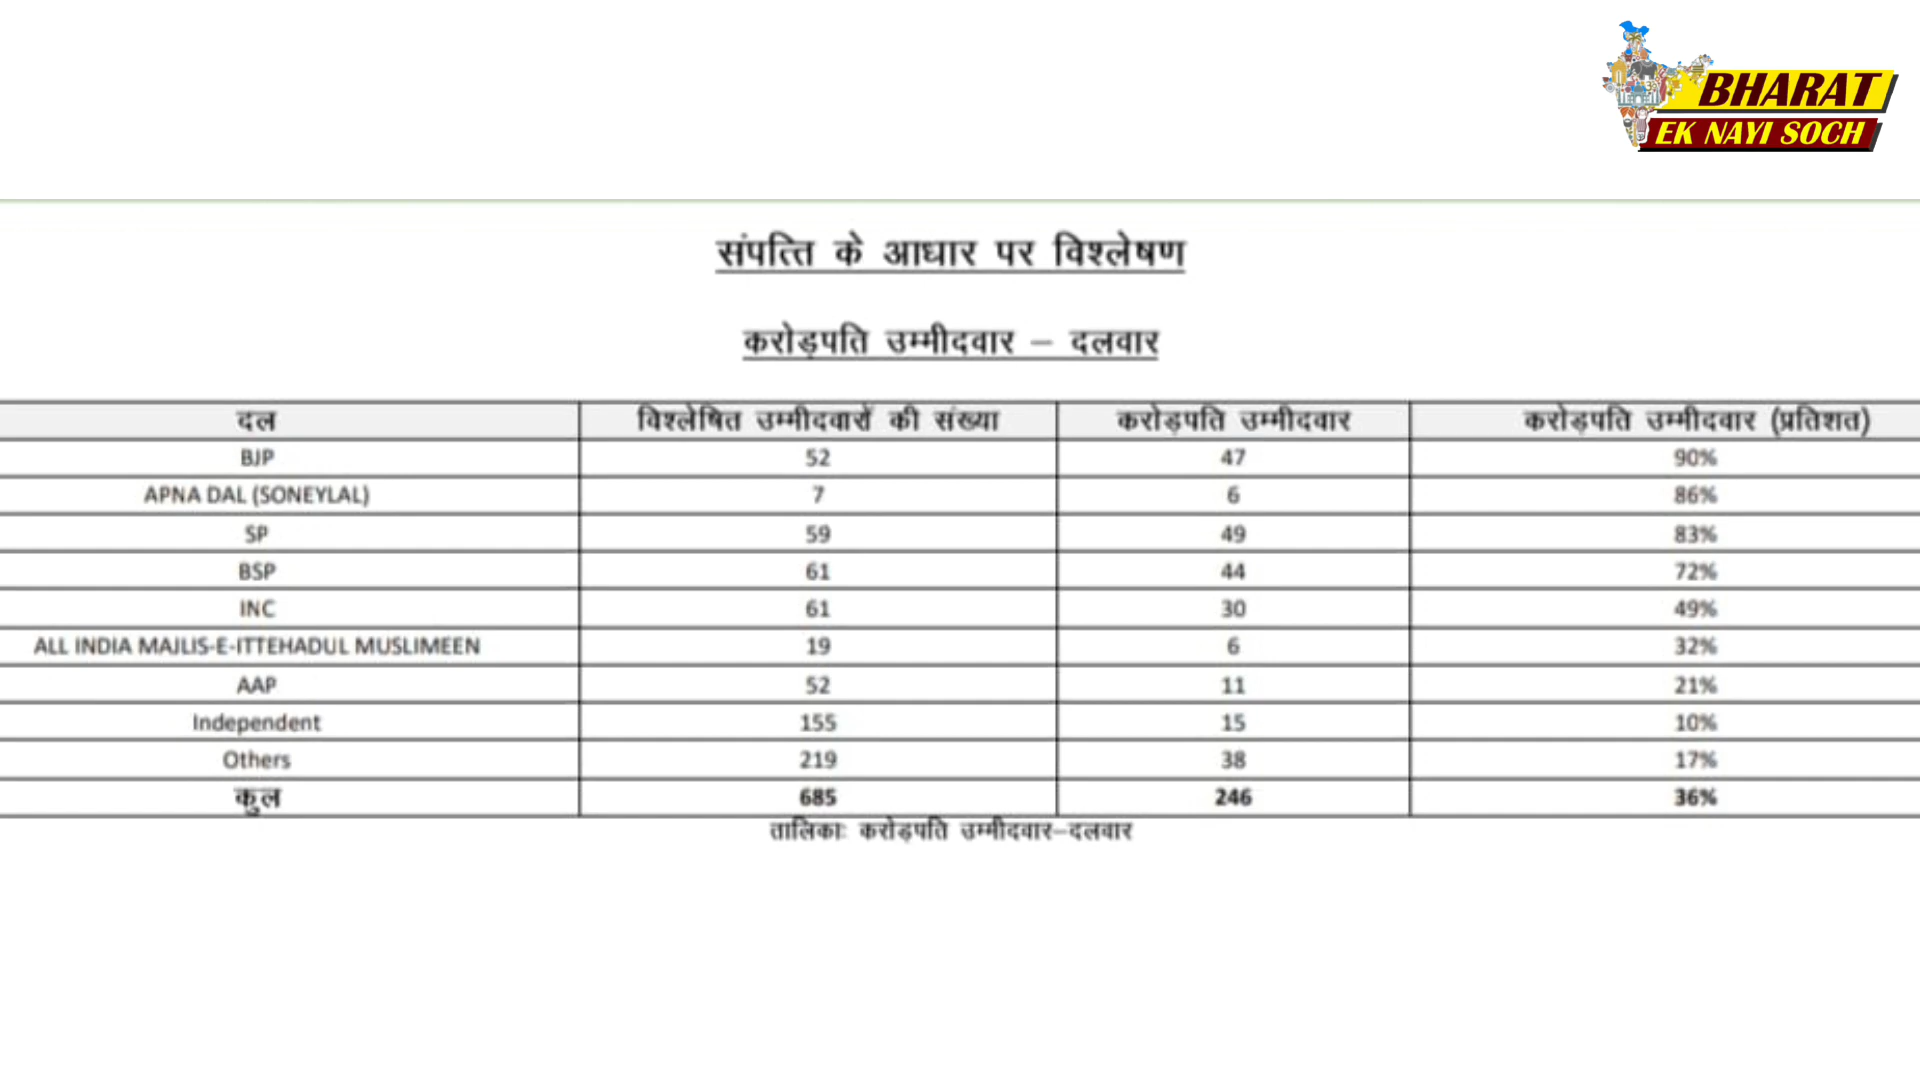 BHARAT
EK NAYI SOCH
संपत्ति के आधार पर विश्लेषण
करोड़पति उम्मीदवार – दलवार
दल विश्लेषित उम्मीदवारों की संख्या करोड़पति उम्मीदवार करोड़पति उम्मीदवार (प्रतिशत)
BJP 52 47 90%
APNA DAL (SONEYLAL) 7 6 86%
SP 59 49 83%
BSP 61 44 72%
INC 61 30 49%
ALL INDIA MAJLIS-E-ITTEHADUL MUSLIMEEN 19 6 32%
AAP 52 11 21%
Independent 155 15 10%
Others 219 38 17%
कुल 685 246 36%
तालिकाः करोड़पति उम्मीदवार–दलवार